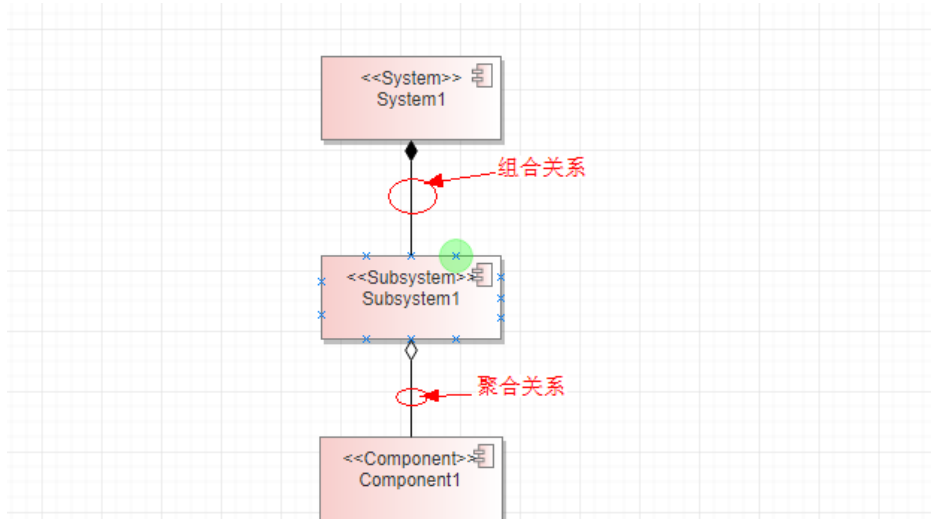 <<System>>
System1
组合关系
<<Subsystem>>
Subsystem1
聚合关系
<<Component>>
Component1